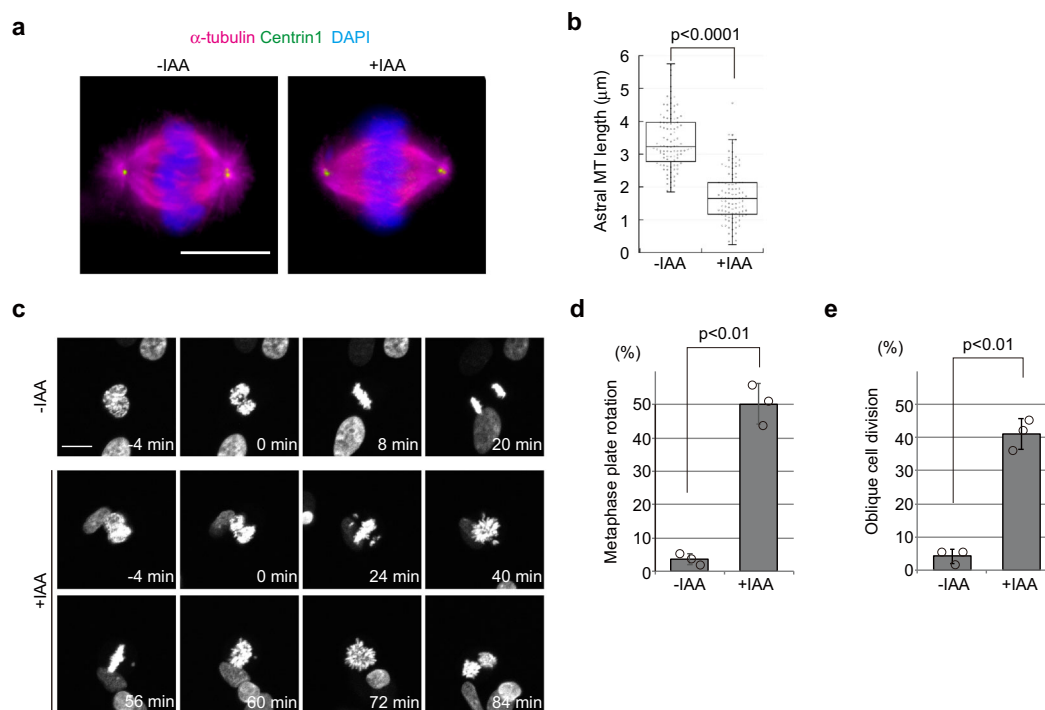 a
α-tubulin Centrin1 DAPI
-IAA
+IAA
b
p<0.0001
Astral MT length (μm)
6
5
4
3
2
1
0
-IAA
+IAA
c
-IAA
-4 min
0 min
8 min
20 min
+IAA
-4 min
0 min
24 min
40 min
56 min
60 min
72 min
84 min
d
(%)
p<0.01
Metaphase plate rotation
50
40
30
20
10
0
-IAA
+IAA
e
(%)
p<0.01
Oblique cell division
50
40
30
20
10
0
-IAA
+IAA